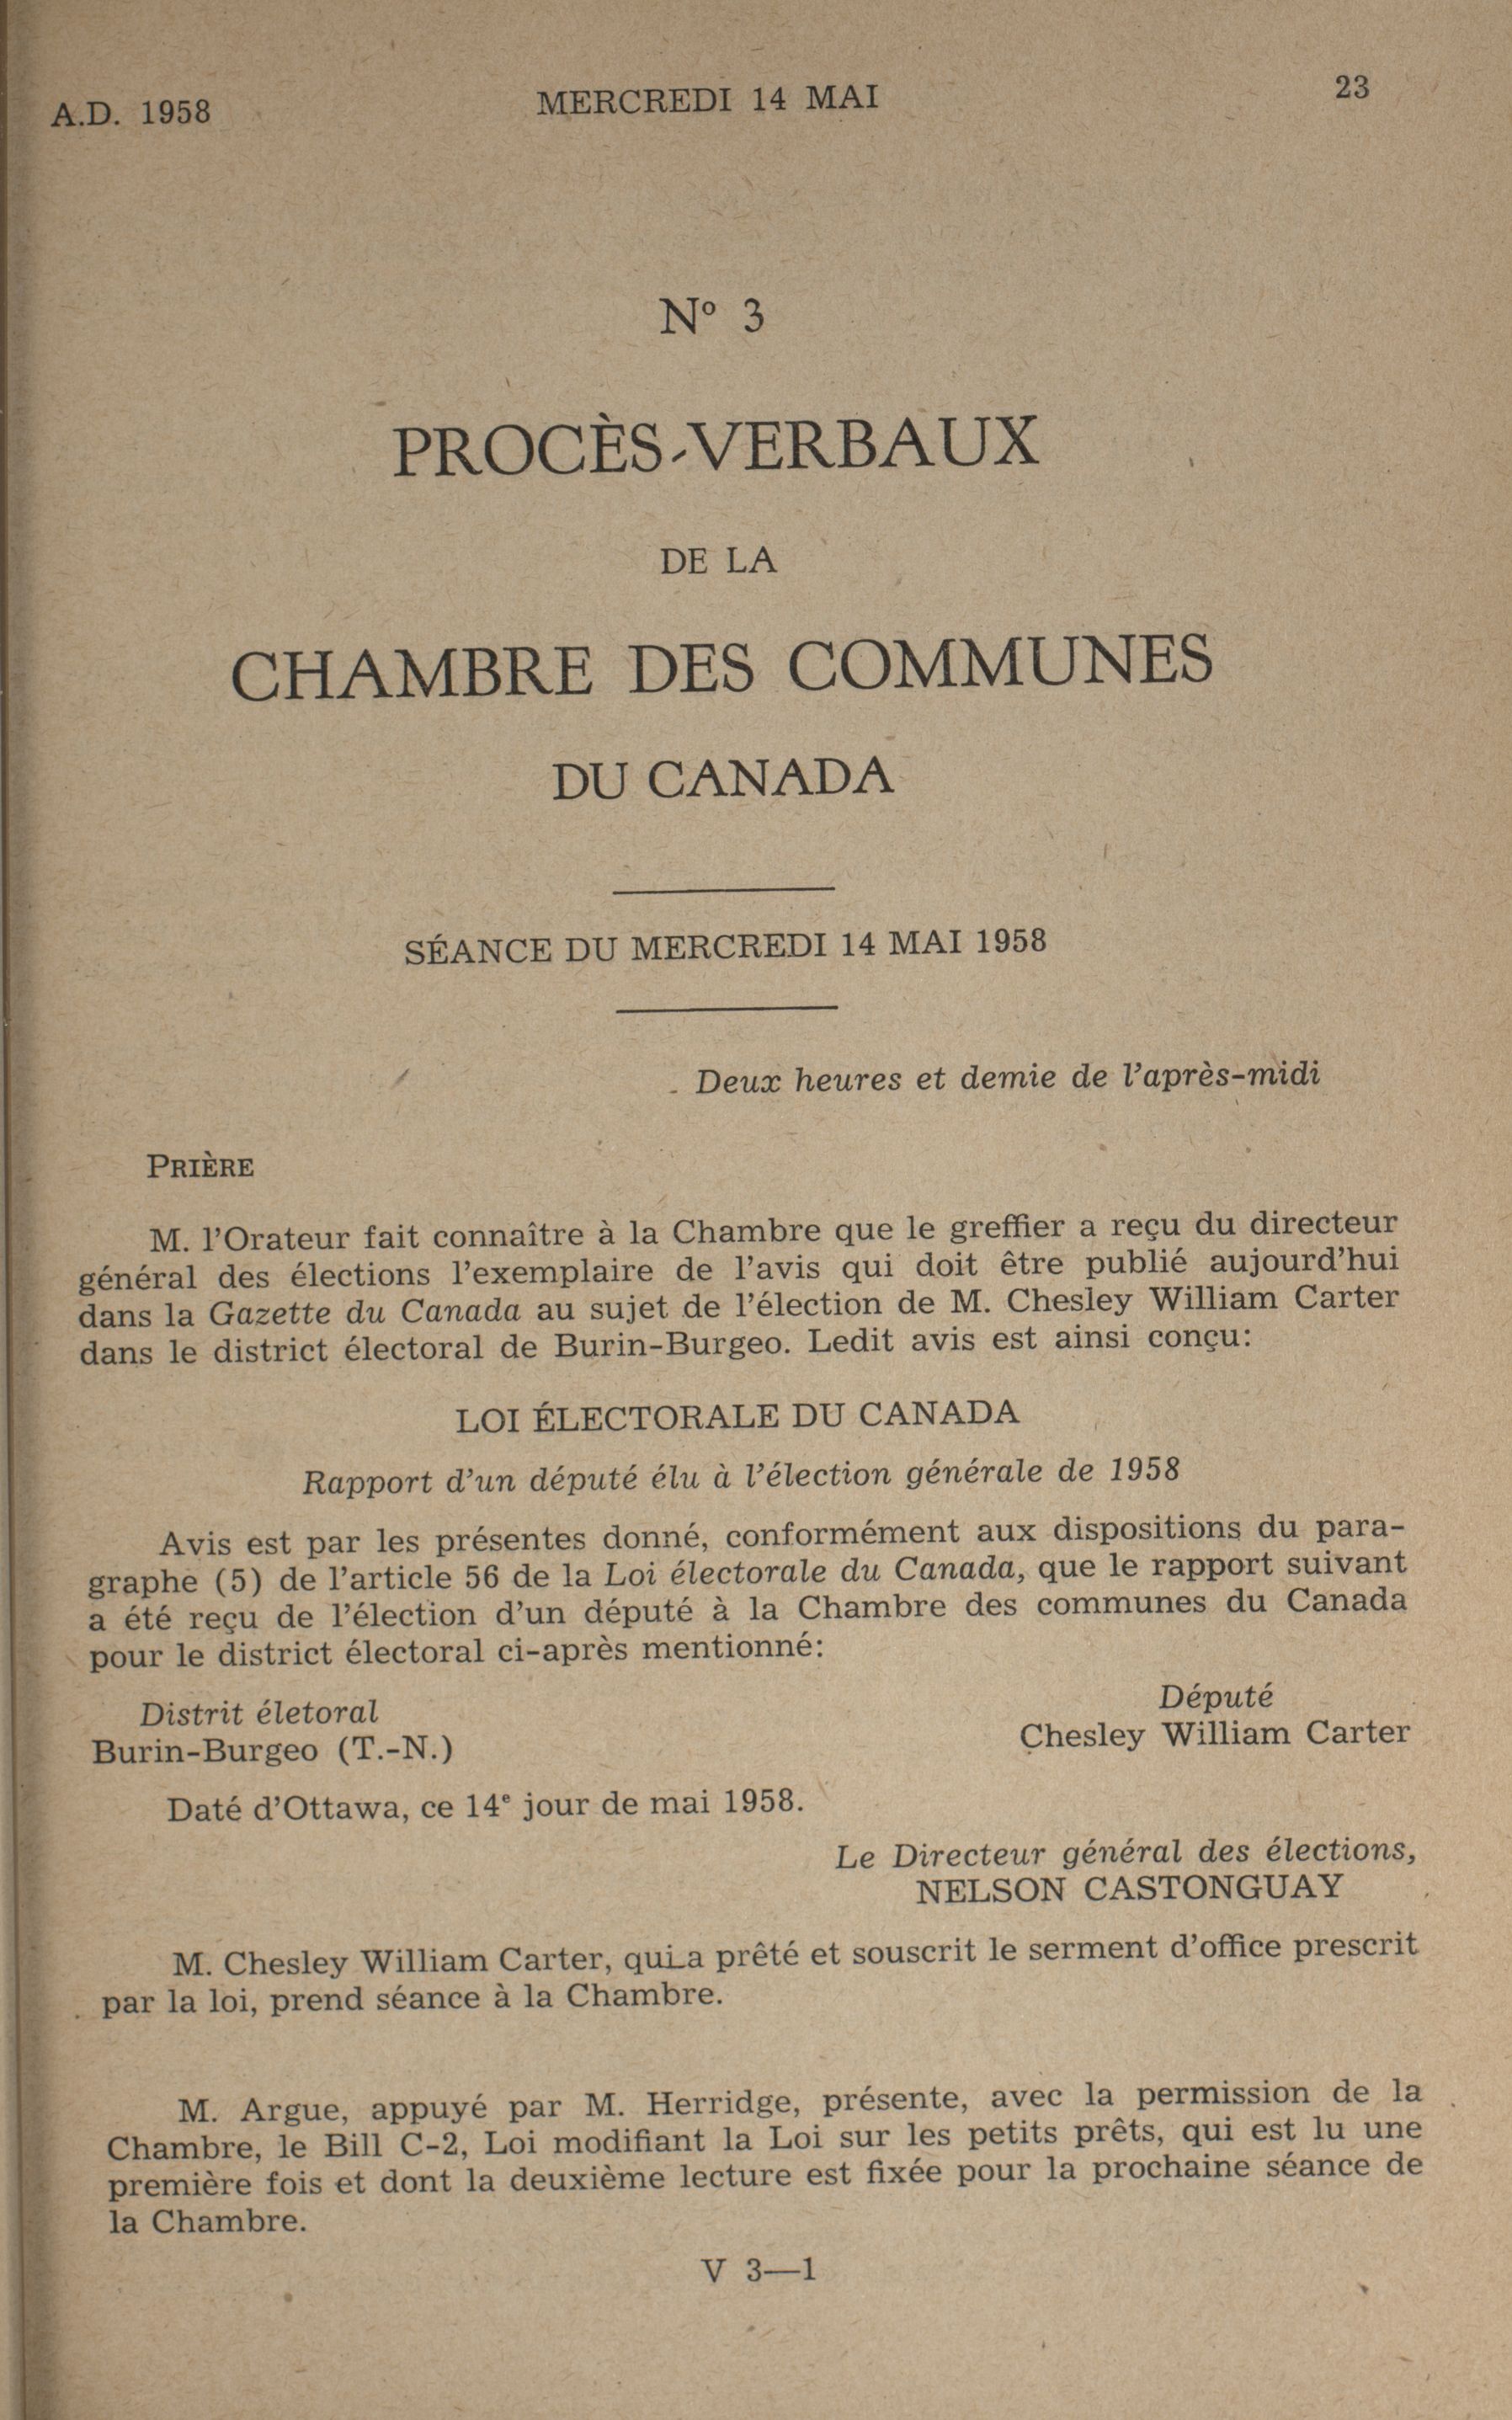 A.D. 1958 MERCREDI 14 MAI 23
Nº 3
PROCÈS-VERBAUX
DE LA
CHAMBRE DES COMMUNES
DU CANADA
SÉANCE DU MERCREDI 14 MAI 1958
Deux heures et demie de l'après-midi
PRIÈRE
M. l'Orateur fait connaître à la Chambre que le greffier a reçu du directeur
général des élections l'exemplaire de l'avis qui doit être publié aujourd'hui
dans la Gazette du Canada au sujet de l'élection de M. Chesley William Carter
dans le district électoral de Burin-Burgeo. Ledit avis est ainsi conçu:
LOI ÉLECTORALE DU CANADA
Rapport d'un député élu à l'élection générale de 1958
Avis est par les présentes donné, conformément aux dispositions du para-
graphe (5) de l'article 56 de la Loi électorale du Canada, que le rapport suivant
a été reçu de l'élection d'un député à la Chambre des communes du Canada
pour le district électoral ci-après mentionné:
Distrit életoral Député
Burin-Burgeo (T.-N.) Chesley William Carter
Daté d'Ottawa, ce 14e jour de mai 1958.
Le Directeur général des élections,
NELSON CASTONGUAY
M. Chesley William Carter, qui a prêté et souscrit le serment d'office prescrit
par la loi, prend séance à la Chambre.
M. Argue, appuyé par M. Herridge, présente, avec la permission de la
Chambre, le Bill C-2, Loi modifiant la Loi sur les petits prêts, qui est lu une
première fois et dont la deuxième lecture est fixée pour la prochaine séance de
la Chambre.
V 3—1